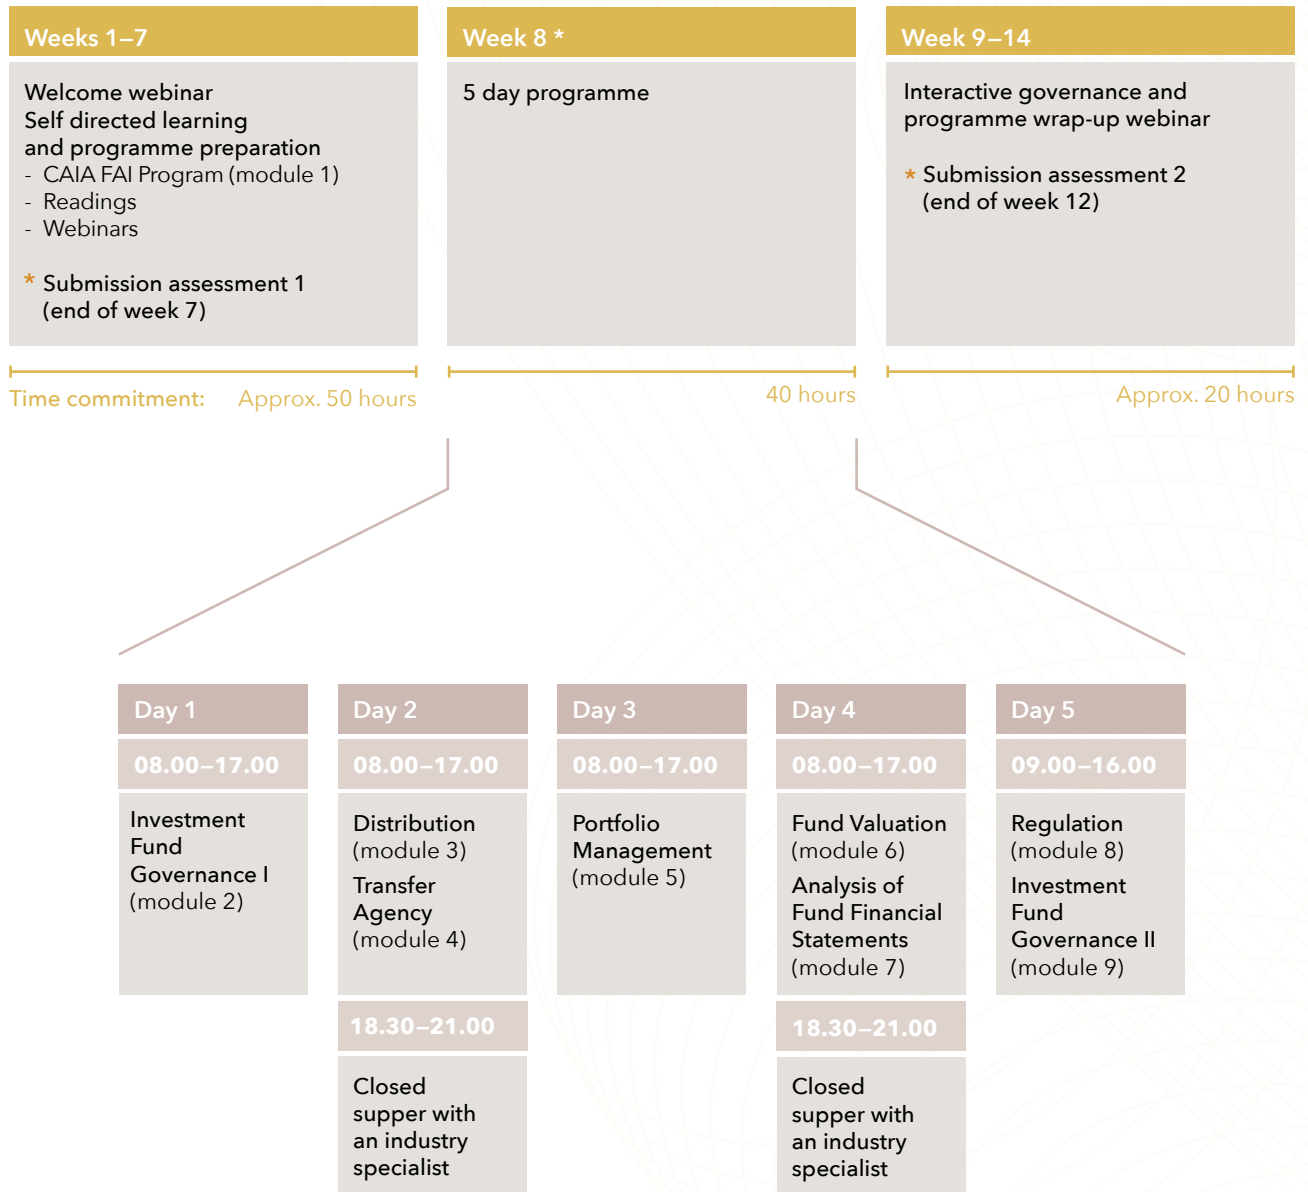 Weeks 1–7
Welcome webinar
Self directed learning
and programme preparation
- CAIA FAI Program (module 1)
- Readings
- Webinars
* Submission assessment 1
(end of week 7)
Week 8 *
5 day programme
Week 9–14
Interactive governance and
programme wrap-up webinar
* Submission assessment 2
(end of week 12)
Time commitment: Approx. 50 hours
40 hours
Approx. 20 hours
Day 1
08.00–17.00
Investment
Fund
Governance I
(module 2)
Day 2
08.00–17.00
Distribution
(module 3)
Transfer
Agency
(module 4)
18.30–21.00
Closed
supper with
an industry
specialist
Day 3
08.00–17.00
Portfolio
Management
(module 5)
Day 4
08.00–17.00
Fund Valuation
(module 6)
Analysis of
Fund Financial
Statements
(module 7)
18.30–21.00
Closed
supper with
an industry
specialist
Day 5
09.00–16.00
Regulation
(module 8)
Investment
Fund
Governance II
(module 9)